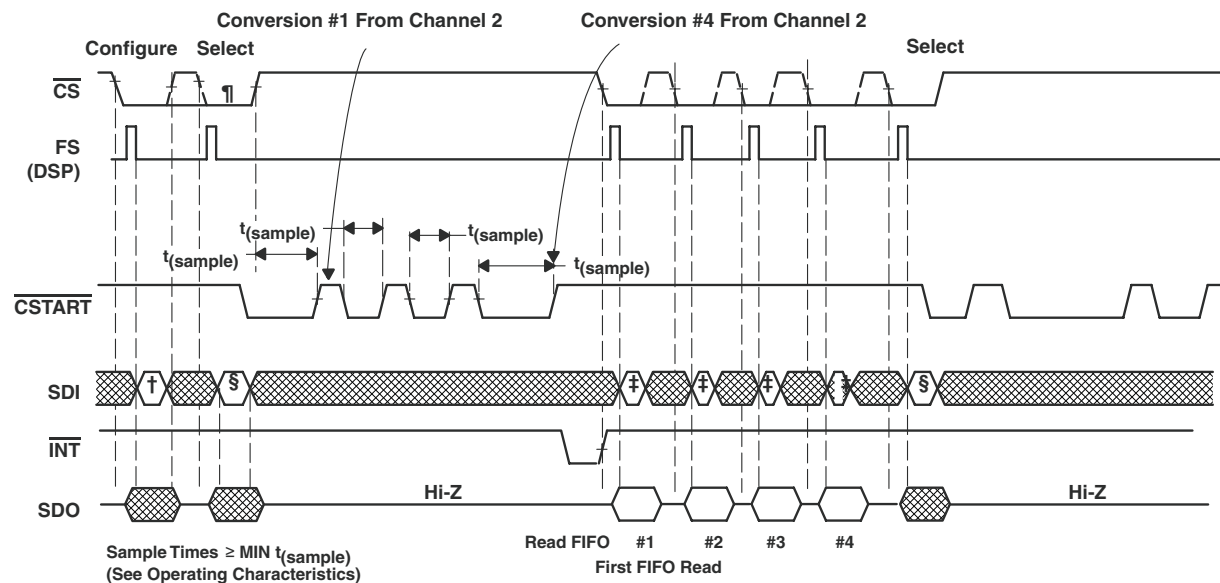 Conversion #1 From Channel 2 Conversion #4 From Channel 2
Configure Select Select
CS ¶
FS
(DSP)
t(sample) t(sample)
t(sample) t(sample)
CSTART
SDI † § ‡ ‡ ‡ ‡ §
INT
Hi-Z Hi-Z
SDO
Read FIFO #1 #2 #3 #4
Sample Times ≥ MIN t(sample)
First FIFO Read
(See Operating Characteristics)